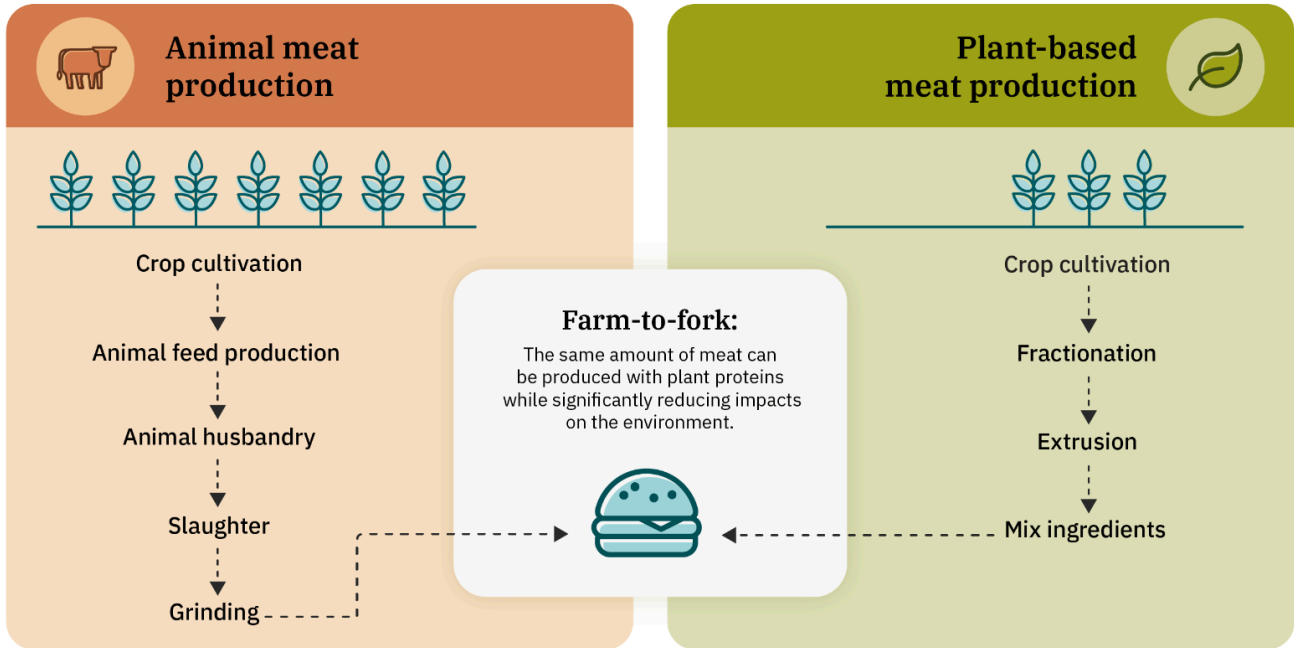 Animal meat
production
Crop cultivation
Animal feed production
Animal husbandry
Slaughter
Grinding
Farm-to-fork:
The same amount of meat can
be produced with plant proteins
while significantly reducing impacts
on the environment.
Plant-based
meat production
Crop cultivation
Fractionation
Extrusion
Mix ingredients